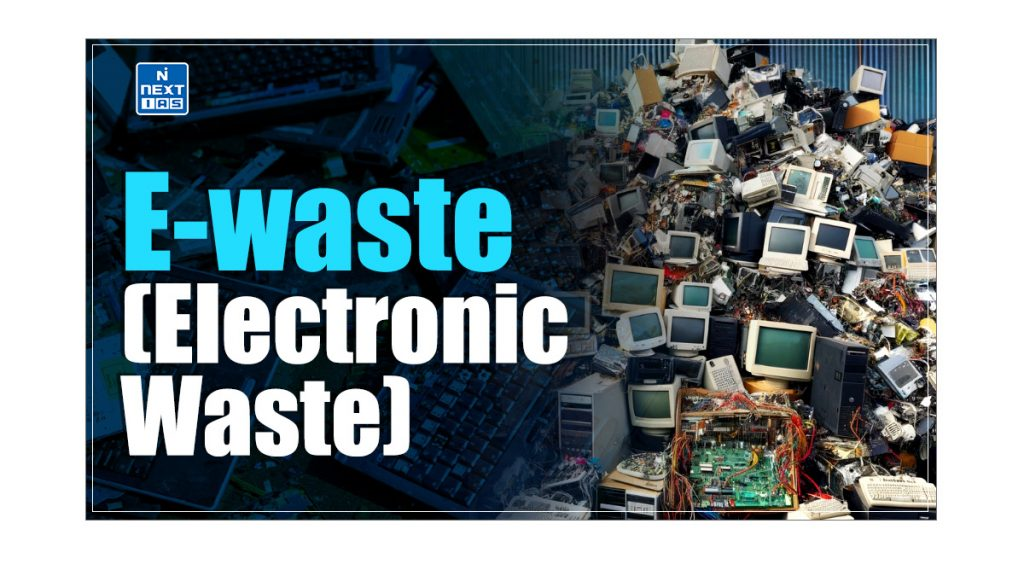 NEXT
IAS
E-waste
(Electronic
Waste)